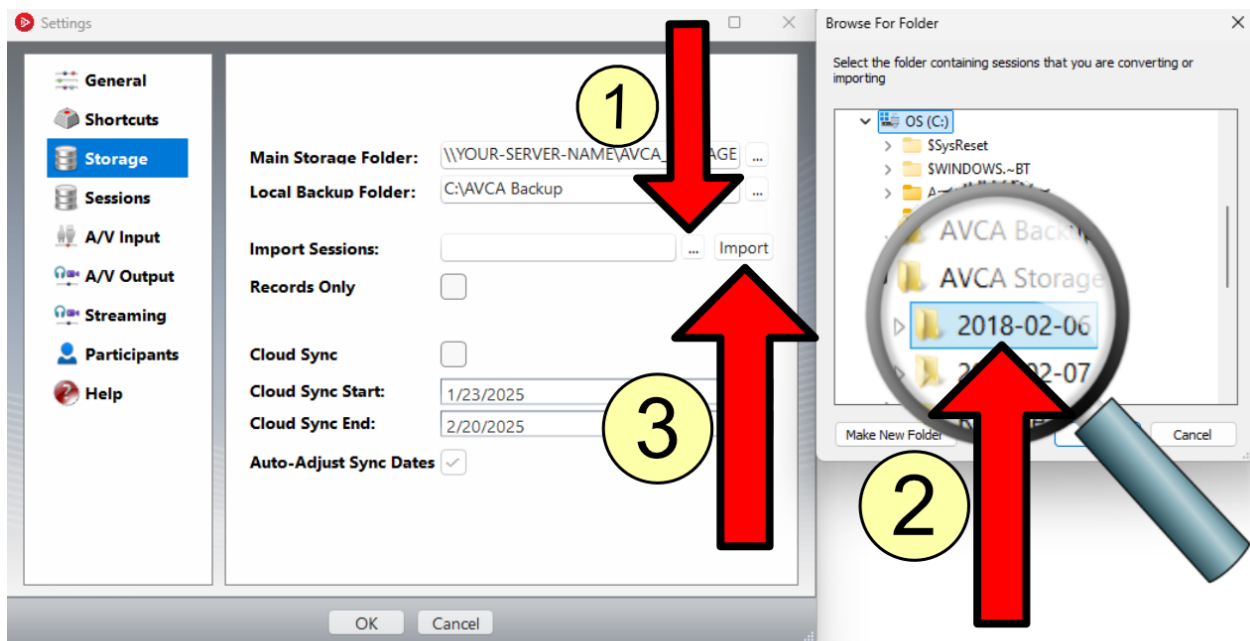 Settings
General
Shortcuts
Storage
Sessions
A/V Input
A/V Output
Streaming
Participants
Help
1
Main Storage Folder:
\\YOUR-SERVER-NAME\AVCA_
AGE
...
Local Backup Folder:
C:\AVCA Backup
...
Import Sessions:
...
Import
Records Only
Cloud Sync
Cloud Sync Start:
1/23/2025
Cloud Sync End:
2/20/2025
Auto-Adjust Sync Dates
3
OK
Cancel
Browse For Folder
Select the folder containing sessions that you are converting or
importing
OS (C:)
$SysReset
$WINDOWS.~BT
AVCA Backup
AVCA Storage
2018-02-06
02-07
Make New Folder
Cancel
2